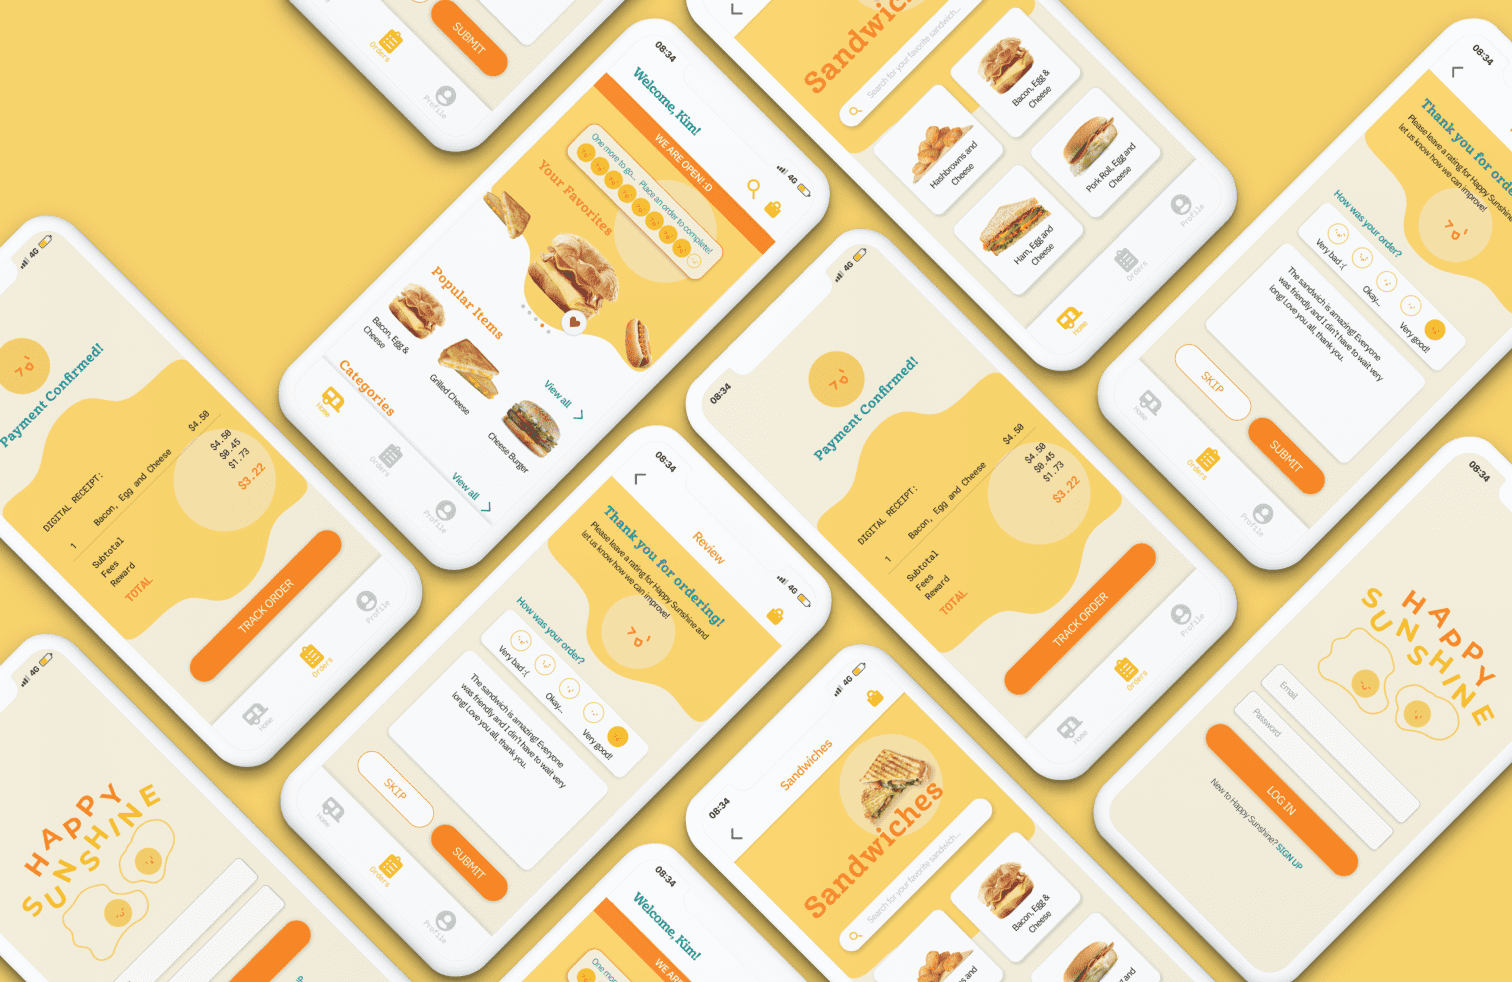 SUBMIT
Orders
Profile
08:34
4G
Welcome, Kim!
WE ARE OPEN! :D
One more to go... Place an order to complete!
Your Favorites
Popular Items
View all
Bacon, Egg &
Cheese
Grilled Cheese
Cheese Burger
Categories
View all
Home
Orders
Profile
Sandwiches
Search for your favorite sandwich...
Bacon, Egg &
Cheese
Hashbrowns and
Cheese
Pork Roll, Egg and
Cheese
Ham, Egg and
Cheese
Home
Orders
Profile
08:34
Thank you for orde
Please leave a rating for Happy Sunshine
let us know how we can improve!
How was your order?
Very bad :(
Okay...
Very good!
The sandwich is amazing! Everyone
was friendly and I din't have to wait very
long! Love you all, thank you.
SKIP
SUBMIT
Home
Orders
Profile
4G
Payment Confirmed!
DIGITAL RECEIPT:
1 Bacon, Egg and Cheese $4.50
Subtotal $4.50
Fees $0.45
Reward $1.73
TOTAL $3.22
TRACK ORDER
Home
Orders
Profile
08:34
4G
Review
Thank you for ordering!
Please leave a rating for Happy Sunshine and
let us know how we can improve!
How was your order?
Very bad :(
Okay...
Very good!
The sandwich is amazing! Everyone
was friendly and I din't have to wait very
long! Love you all, thank you.
SKIP
SUBMIT
Home
Orders
Profile
08:34
4G
Payment Confirmed!
DIGITAL RECEIPT:
1 Bacon, Egg and Cheese $4.50
Subtotal $4.50
Fees $0.45
Reward $1.73
TOTAL $3.22
TRACK ORDER
Home
Orders
Profile
08:34
HAPPY
SUNSHINE
Email
Password
LOG IN
New to Happy Sunshine? SIGN UP
4G
HAPPY
SUNSHINE
08:34
Welcome, Kim!
WE ARE
One more
08:34
4G
Sandwiches
Sandwiches
Search for your favorite sandwich...
Bacon, Egg &
Cheese
Hashbrowns and